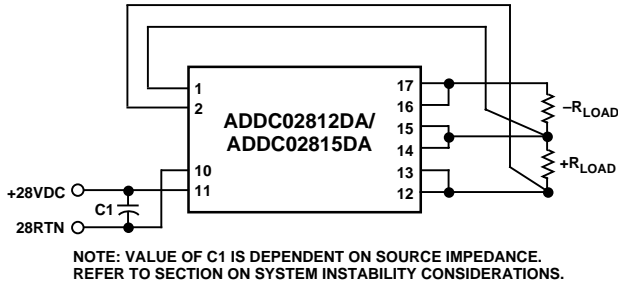 1
2
10
11
17
16
15
14
13
12
ADDC02812DA/
ADDC02815DA
–RLOAD
+RLOAD
+28VDC
C1
28RTN
NOTE: VALUE OF C1 IS DEPENDENT ON SOURCE IMPEDANCE.
REFER TO SECTION ON SYSTEM INSTABILITY CONSIDERATIONS.